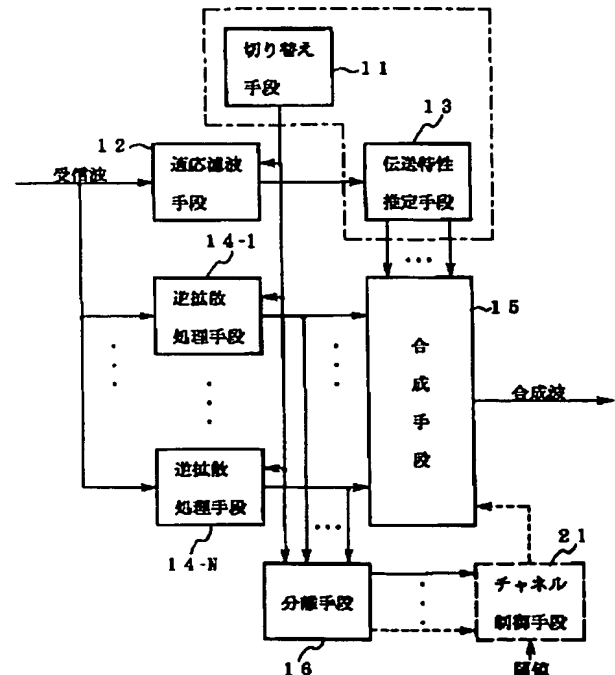 切り替え
手段
11
12
13
受信波
適応濾波
手段
伝送特性
推定手段
14-1
…
逆拡散
処理手段
15
合
成
手
段
合成波
逆拡散
処理手段
14-N
…
21
分離手段
チャネル
制御手段
16
閾値